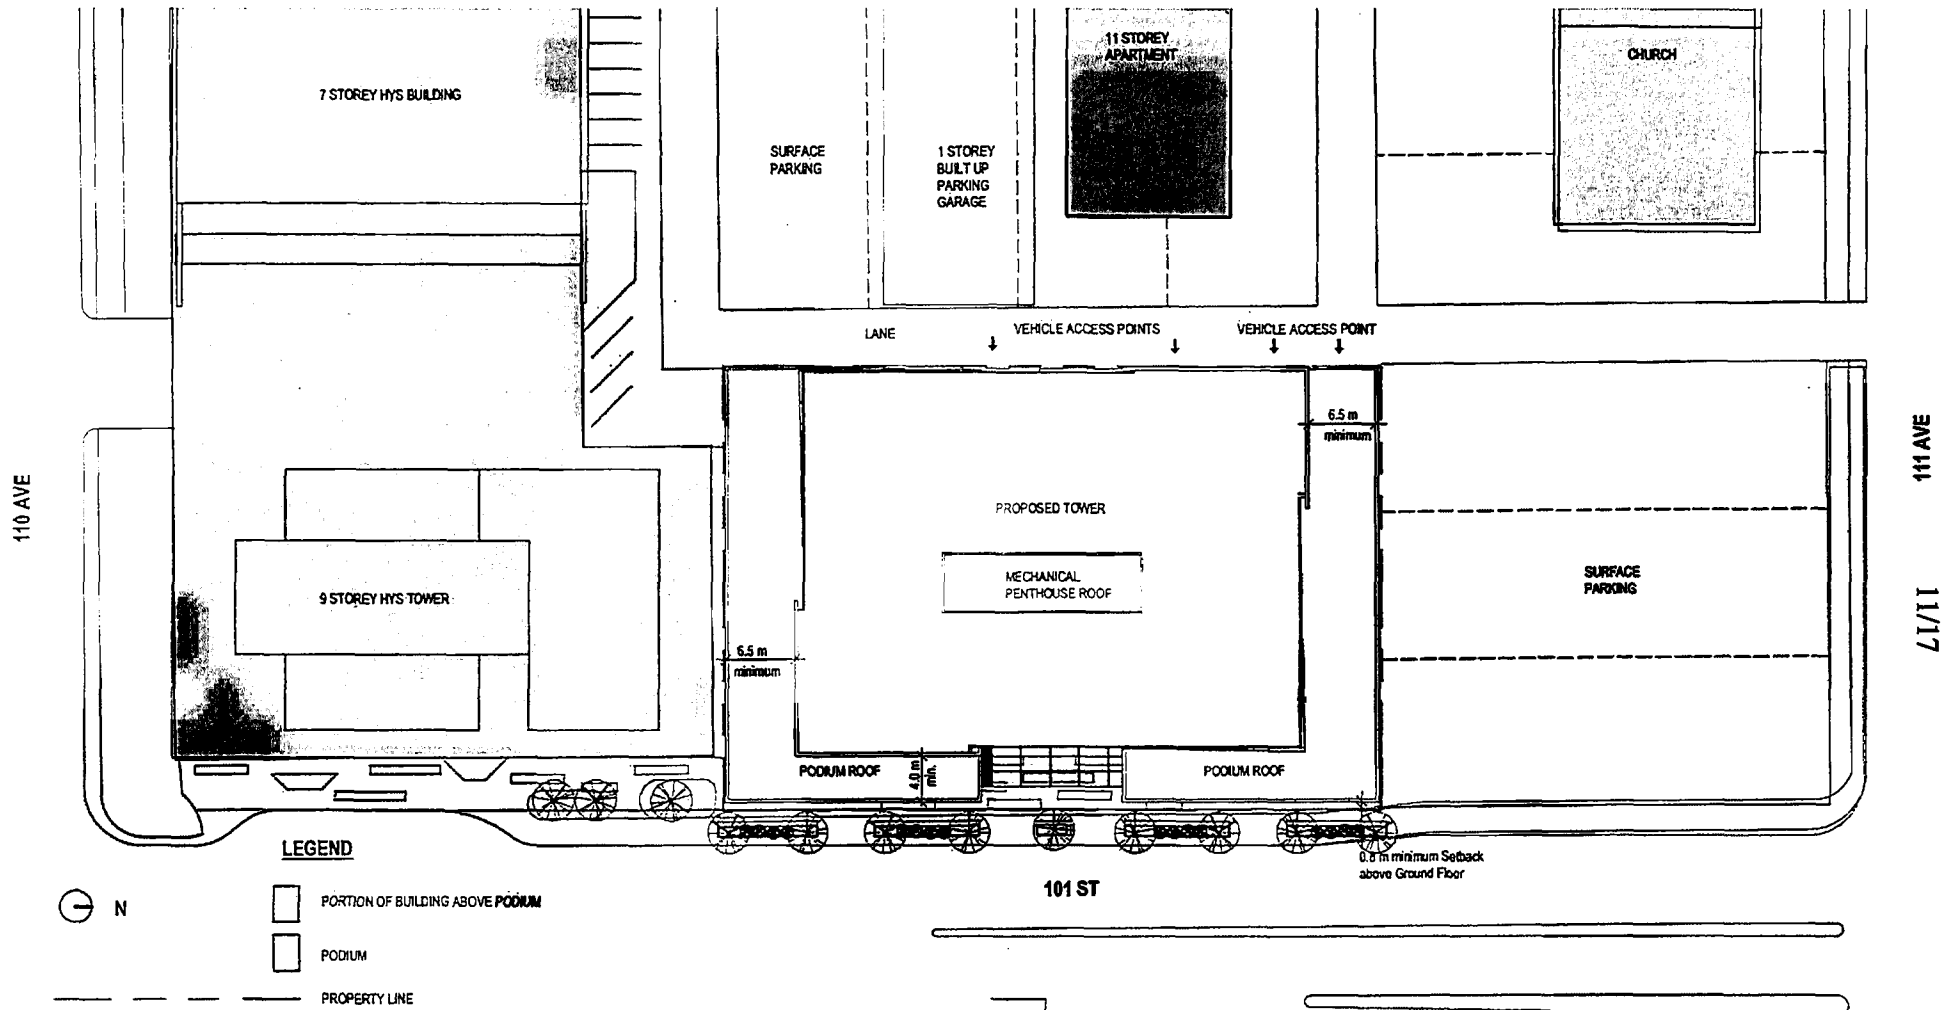 11 STOREY
APARTMENT
CHURCH
7 STOREY HYS BUILDING
SURFACE
PARKING
1 STOREY
BUILT UP
PARKING
GARAGE
LANE
VEHICLE ACCESS POINTS
VEHICLE ACCESS POINT
6.5 m
minimum
110 AVE
111 AVE
PROPOSED TOWER
MECHANICAL
PENTHOUSE ROOF
9 STOREY HYS TOWER
SURFACE
PARKING
11/17
6.5 m
minimum
PODIUM ROOF
4.0 m
min.
PODIUM ROOF
0.8 m minimum Setback
above Ground Floor
101 ST
LEGEND
N
PORTION OF BUILDING ABOVE PODIUM
PODIUM
PROPERTY LINE